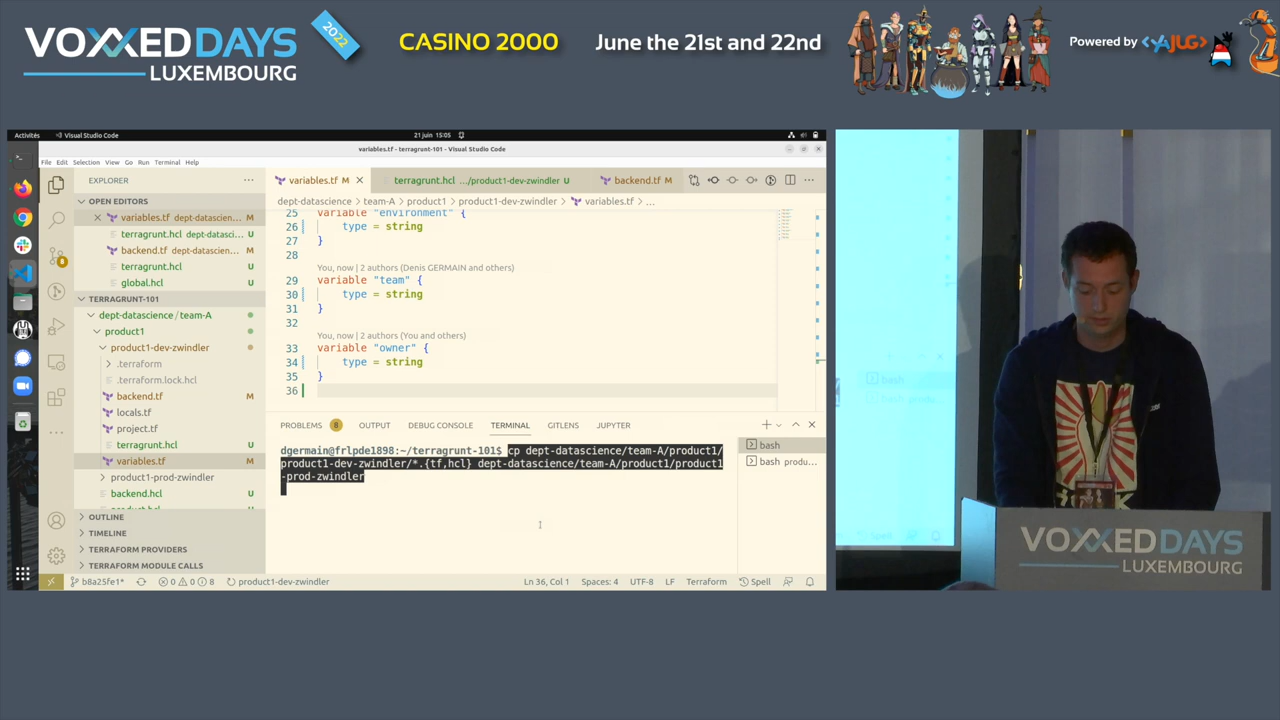 VOXXED DAYS
LUXEMBOURG
2022
CASINO 2000
June the 21st and 22nd
Powered by <YAJUG>
Activités
Visual Studio Code
21 juin 15:05
variables.tf - terragrunt-101 - Visual Studio Code
File Edit Selection View Go Run Terminal Help
EXPLORER
variables.tf M
terragrunt.hcl .../product1-dev-zwindler U
backend.tf M
OPEN EDITORS
dept-datascience > team-A > product1 > product1-dev-zwindler > variables.tf > ...
variables.tf dept-datascien... M
terragrunt.hcl dept-datasci... U
backend.tf dept-datascien... M
terragrunt.hcl U
global.hcl U
TERRAGRUNT-101
dept-datascience / team-A
product1
product1-dev-zwindler
.terraform
.terraform.lock.hcl
backend.tf M
locals.tf
project.tf
terragrunt.hcl U
variables.tf M
product1-prod-zwindler
backend.hcl U
OUTLINE
TIMELINE
TERRAFORM PROVIDERS
TERRAFORM MODULE CALLS
25 variable "environment" {
26 type = string
27 }
28
You, now | 2 authors (Denis GERMAIN and others)
29 variable "team" {
30 type = string
31 }
32
You, now | 2 authors (You and others)
33 variable "owner" {
34 type = string
35 }
36
PROBLEMS 8 OUTPUT DEBUG CONSOLE TERMINAL GITLENS JUPYTER
dgermain@frlpde1898:~/terragrunt-101$ cp dept-datascience/team-A/product1/
product1-dev-zwindler/*.{tf,hcl} dept-datascience/team-A/product1/product1
-prod-zwindler
bash
bash produ...
b8a25fe1* 0 0 8 product1-dev-zwindler
Ln 36, Col 1 Spaces: 4 UTF-8 LF Terraform Spell
bash
VOXXED DAYS
LUXEMBOURG